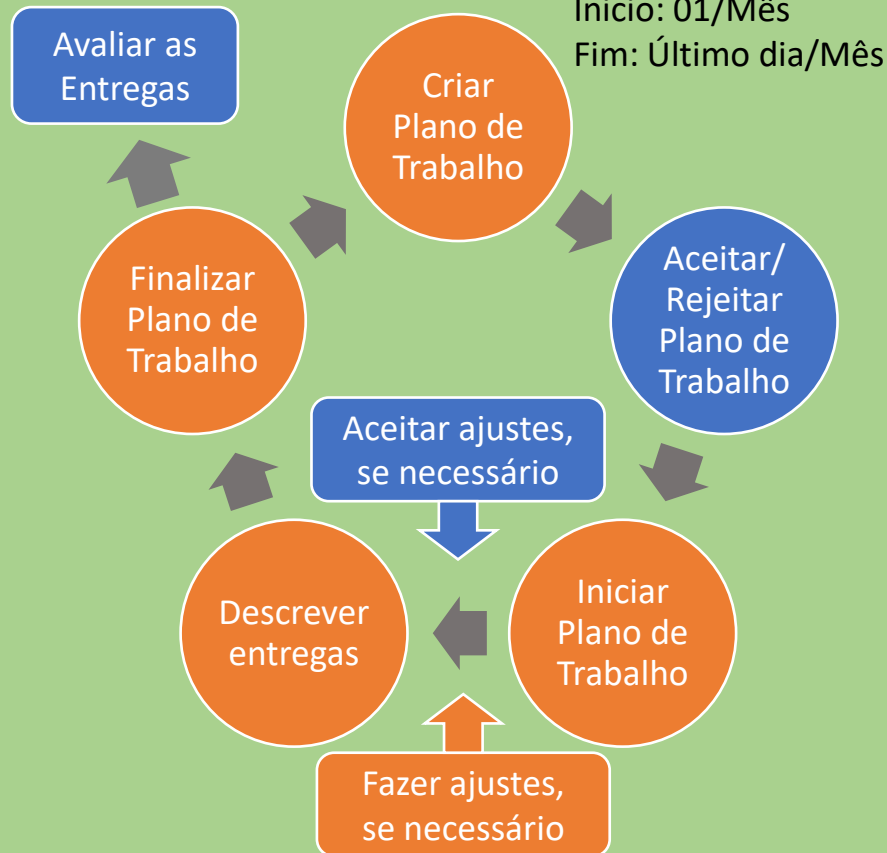 Início: 01/Mês
Fim: Último dia/Mês
Avaliar as
Entregas
Criar
Plano de
Trabalho
Finalizar
Plano de
Trabalho
Aceitar/
Rejeitar
Plano de
Trabalho
Aceitar ajustes,
se necessário
Descrever
entregas
Iniciar
Plano de
Trabalho
Fazer ajustes,
se necessário